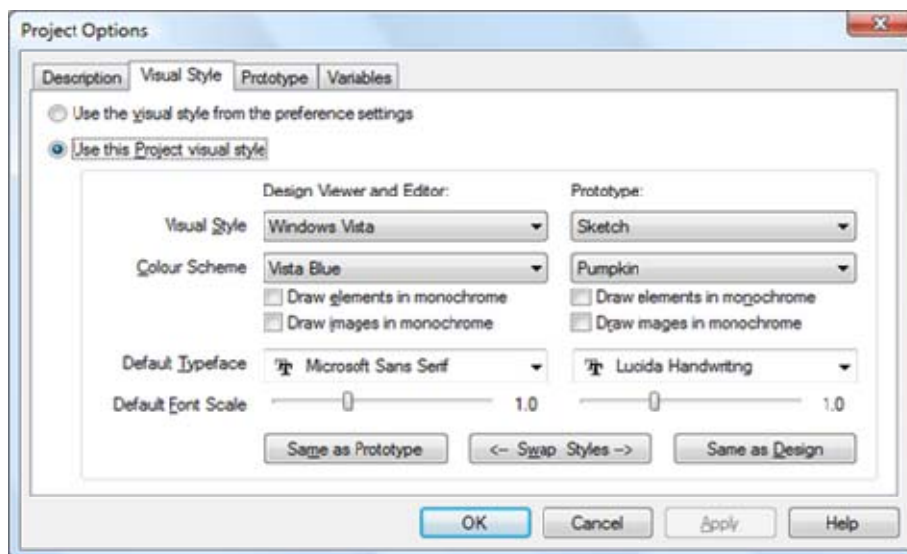 Project Options
Description Visual Style Prototype Variables
Use the visual style from the preference settings
Use this Project visual style
Design Viewer and Editor: Prototype:
Visual Style Windows Vista Sketch
Colour Scheme Vista Blue Pumpkin
Draw elements in monochrome Draw elements in monochrome
Draw images in monochrome Draw mages in monochrome
Default Typeface Microsoft Sans Serif Lucida Handwriting
Default Font Scale 1.0 1.0
Same as Prototype <-- Swap Styles --> Same as Design
OK Cancel Apply Help